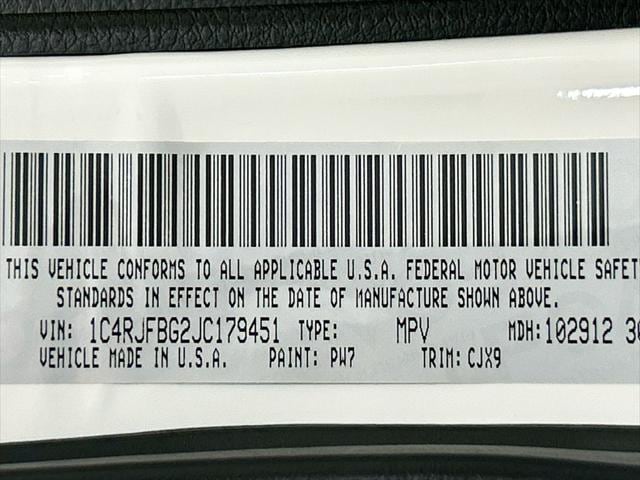 THIS VEHICLE CONFORMS TO ALL APPLICABLE U.S.A. FEDERAL MOTOR VEHICLE SAFET
STANDARDS IN EFFECT ON THE DATE OF MANUFACTURE SHOWN ABOVE.
VIN: 1C4RJFBG2JC179451 TYPE: MPV MDH:102912 30
VEHICLE MADE IN U.S.A. PAINT: PW7 TRIM:CJX9